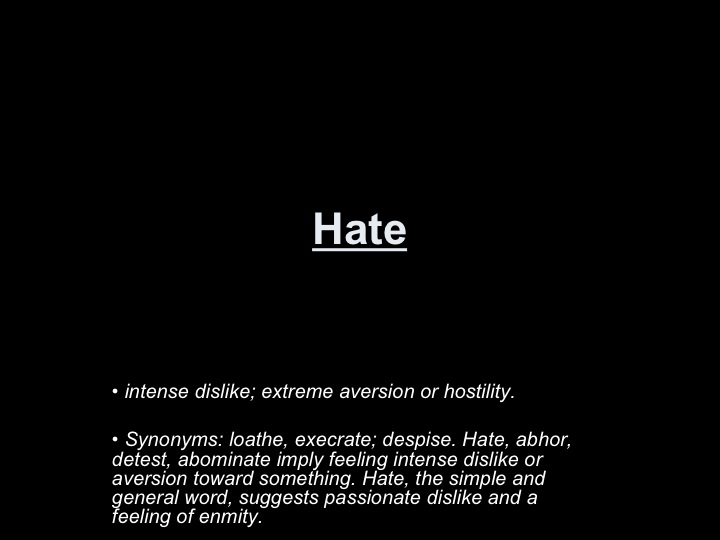 Hate
• intense dislike; extreme aversion or hostility.
• Synonyms: loathe, execrate; despise. Hate, abhor,
detest, abominate imply feeling intense dislike or
aversion toward something. Hate, the simple and
general word, suggests passionate dislike and a
feeling of enmity.